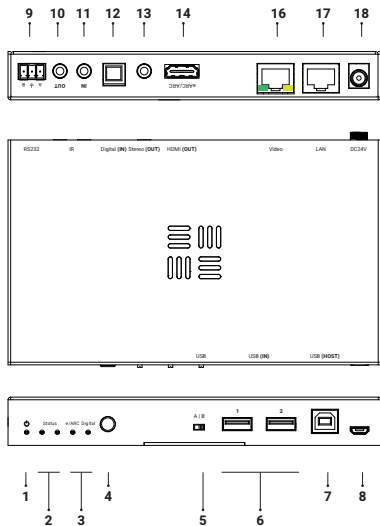 9 10 11 12 13 14 16 17 18
B ⏚ A OUT IN eARC/ARC
RS232 IR Digital (IN) Stereo (OUT) HDMI (OUT) Video LAN DC24V
USB USB (IN) USB (HOST)
A | B 1 2
Status e/ARC Digital
1 2 3 4 5 6 7 8